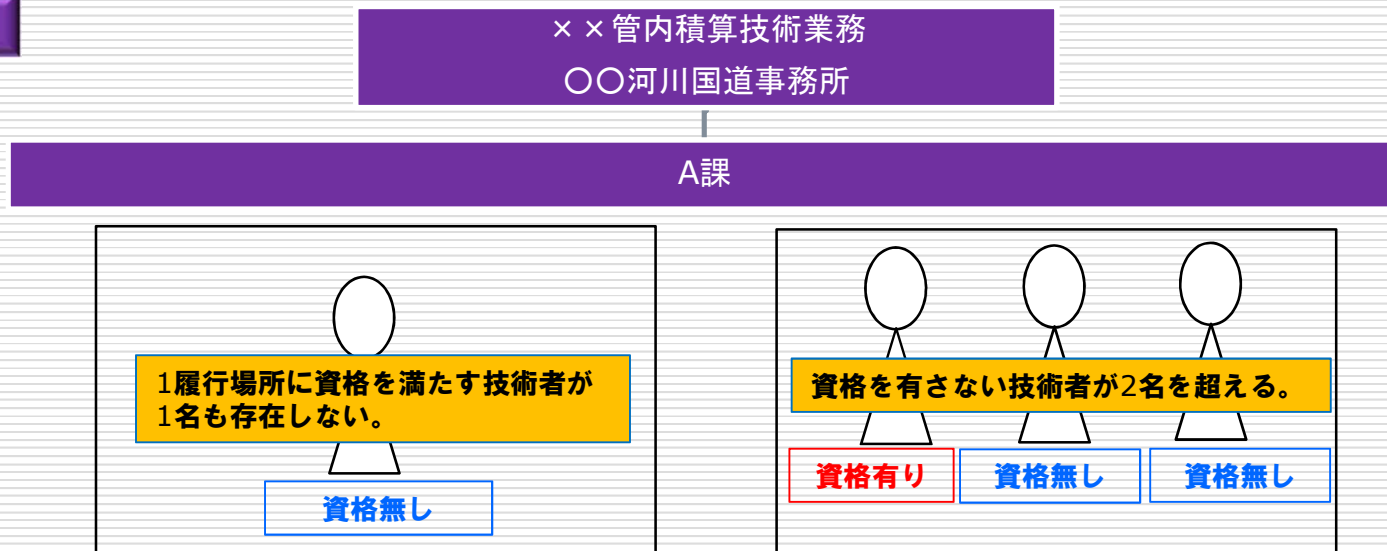 ××管内積算技術業務
〇〇河川国道事務所
A課
1履行場所に資格を満たす技術者が
1名も存在しない。
資格無し
資格を有さない技術者が2名を超える。
資格有り
資格無し
資格無し